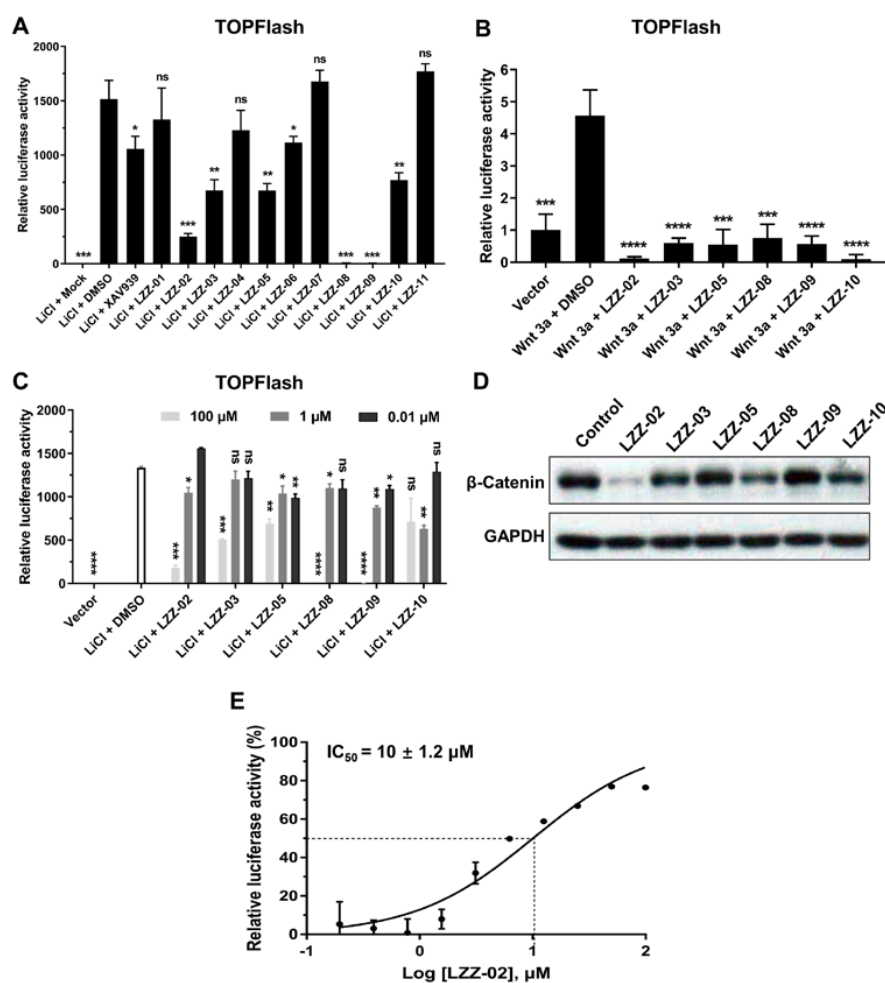 A
TOPFlash
Relative luciferase activity
2000
1500
1000
500
0
***
*
ns
***
**
ns
**
*
ns
***
***
**
ns
LiCl + Mock
LiCl + DMSO
LiCl + XAV939
LiCl + LZZ-01
LiCl + LZZ-02
LiCl + LZZ-03
LiCl + LZZ-04
LiCl + LZZ-05
LiCl + LZZ-06
LiCl + LZZ-07
LiCl + LZZ-08
LiCl + LZZ-09
LiCl + LZZ-10
LiCl + LZZ-11
B
TOPFlash
Relative luciferase activity
6
5
4
3
2
1
0
***
****
****
***
***
****
****
Vector
Wnt 3a + DMSO
Wnt 3a + LZZ-02
Wnt 3a + LZZ-03
Wnt 3a + LZZ-05
Wnt 3a + LZZ-08
Wnt 3a + LZZ-09
Wnt 3a + LZZ-10
C
TOPFlash
100 µM
1 µM
0.01 µM
Relative luciferase activity
2000
1500
1000
500
0
****
***
*
***
ns
ns
**
*
**
****
*
ns
****
**
*
ns
**
ns
Vector
LiCl + DMSO
LiCl + LZZ-02
LiCl + LZZ-03
LiCl + LZZ-05
LiCl + LZZ-08
LiCl + LZZ-09
LiCl + LZZ-10
D
Control
LZZ-02
LZZ-03
LZZ-05
LZZ-08
LZZ-09
LZZ-10
β-Catenin
GAPDH
E
IC50 = 10 ± 1.2 µM
Relative luciferase activity (%)
100
80
60
40
20
0
-1
0
1
2
Log [LZZ-02], µM